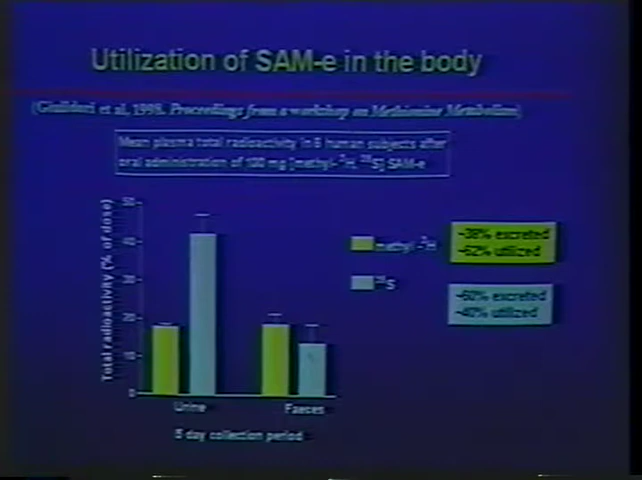 Utilization of SAM-e in the body
et al, 1998. Proceedings from a workshop on Methionine Metabolism)
Mean plasma total radioactivity in 6 human subjects after
oral administration of 100 mg [methyl-³H, ³⁵S] SAM-e
Total radioactivity (% of dose)
50
40
30
20
10
0
Urine
Faeces
5 day collection period
methyl-³H
³⁵S
~38% excreted
~62% utilized
~60% excreted
~40% utilized